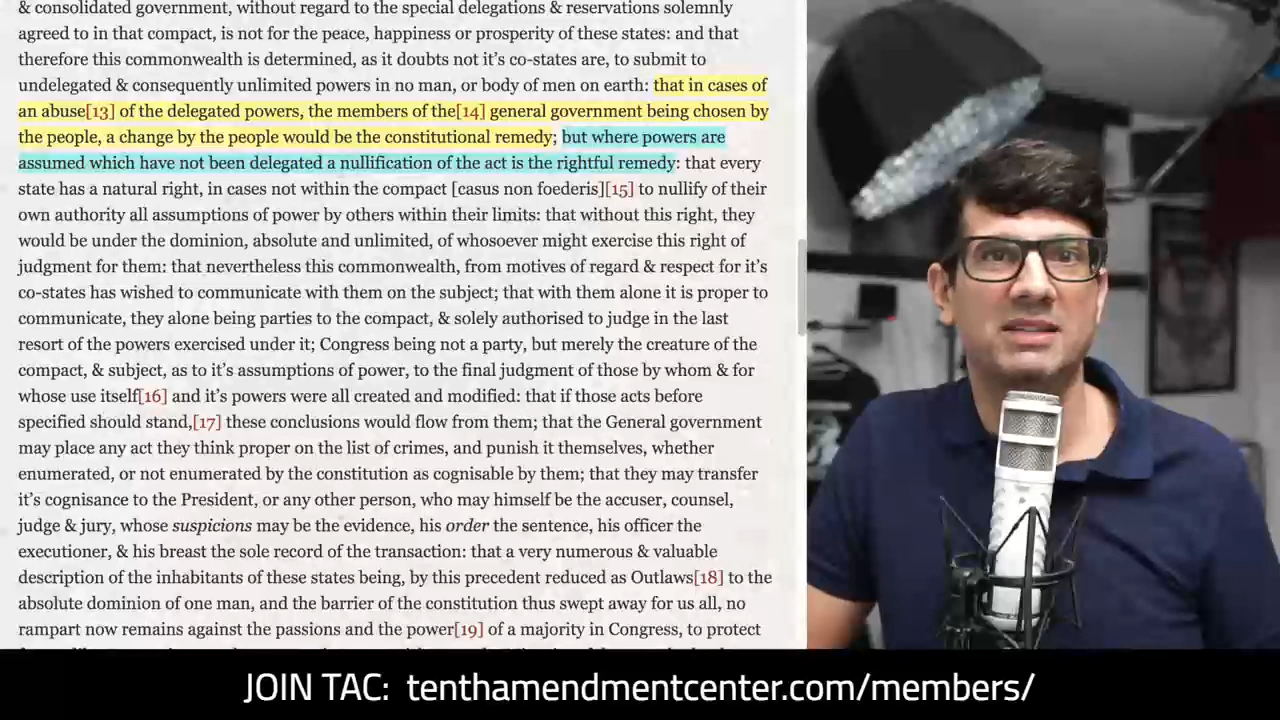 & consolidated government, without regard to the special delegations & reservations solemnly
agreed to in that compact, is not for the peace, happiness or prosperity of these states: and that
therefore this commonwealth is determined, as it doubts not it's co-states are, to submit to
undelegated & consequently unlimited powers in no man, or body of men on earth: that in cases of
an abuse[13] of the delegated powers, the members of the[14] general government being chosen by
the people, a change by the people would be the constitutional remedy; but where powers are
assumed which have not been delegated a nullification of the act is the rightful remedy: that every
state has a natural right, in cases not within the compact [casus non foederis][15] to nullify of their
own authority all assumptions of power by others within their limits: that without this right, they
would be under the dominion, absolute and unlimited, of whosoever might exercise this right of
judgment for them: that nevertheless this commonwealth, from motives of regard & respect for it's
co-states has wished to communicate with them on the subject; that with them alone it is proper to
communicate, they alone being parties to the compact, & solely authorised to judge in the last
resort of the powers exercised under it; Congress being not a party, but merely the creature of the
compact, & subject, as to it's assumptions of power, to the final judgment of those by whom & for
whose use itself[16] and it's powers were all created and modified: that if those acts before
specified should stand,[17] these conclusions would flow from them; that the General government
may place any act they think proper on the list of crimes, and punish it themselves, whether
enumerated, or not enumerated by the constitution as cognisable by them; that they may transfer
it's cognisance to the President, or any other person, who may himself be the accuser, counsel,
judge & jury, whose suspicions may be the evidence, his order the sentence, his officer the
executioner, & his breast the sole record of the transaction: that a very numerous & valuable
description of the inhabitants of these states being, by this precedent reduced as Outlaws[18] to the
absolute dominion of one man, and the barrier of the constitution thus swept away for us all, no
rampart now remains against the passions and the power[19] of a majority in Congress, to protect
JOIN TAC: tenthamendmentcenter.com/members/